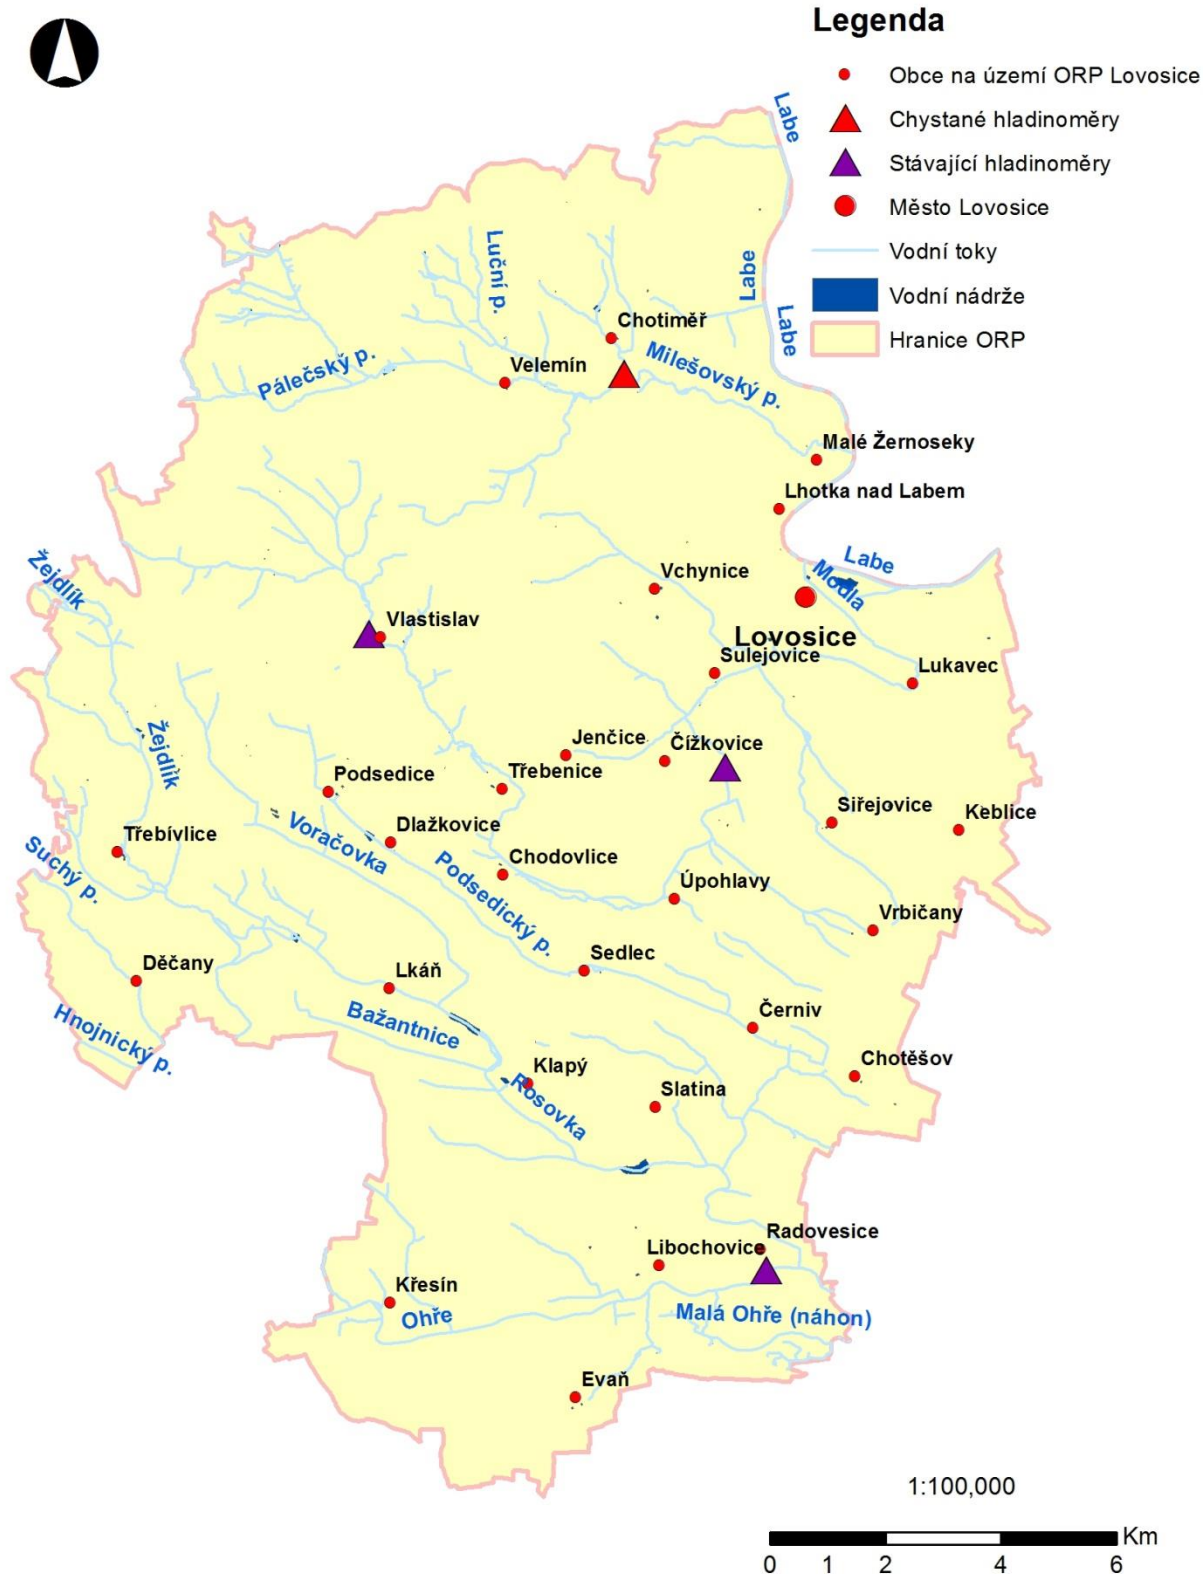 Legenda
Obce na území ORP Lovosice
Chystané hladinoměry
Stávající hladinoměry
Město Lovosice
Vodní toky
Vodní nádrže
Hranice ORP
Labe
Labe
Labe
Luční p.
Chotiměř
Milešovský p.
Velemín
Pálečský p.
Malé Žernoseky
Lhotka nad Labem
Labe
Modla
Žejdlík
Vchynice
Vlastislav
Lovosice
Sulejovice
Lukavec
Žejdlík
Jenčice
Čížkovice
Podsedice
Třebenice
Siřejovice
Keblice
Třebívlice
Voračovka
Dlažkovice
Suchý p.
Chodovlice
Podsedický p.
Úpohlavy
Vrbičany
Děčany
Lkáň
Sedlec
Hnojnický p.
Bažantnice
Černiv
Klapý
Rosovka
Slatina
Chotěšov
Radovesice
Libochovice
Křesín
Ohře
Malá Ohře (náhon)
Evaň
1:100,000
Km
0 1 2 4 6